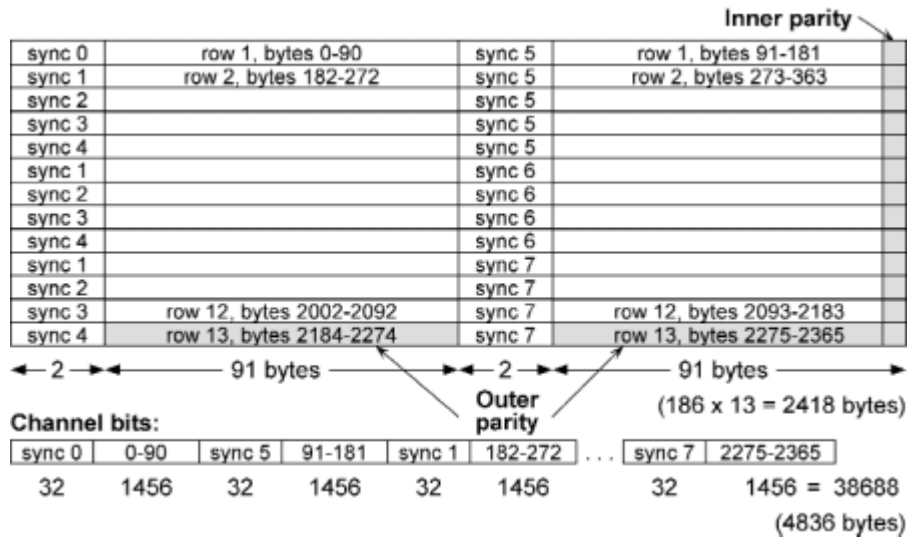 Inner parity
sync 0 row 1, bytes 0-90 sync 5 row 1, bytes 91-181
sync 1 row 2, bytes 182-272 sync 5 row 2, bytes 273-363
sync 2 sync 5
sync 3 sync 5
sync 4 sync 5
sync 1 sync 6
sync 2 sync 6
sync 3 sync 6
sync 4 sync 6
sync 1 sync 7
sync 2 sync 7
sync 3 row 12, bytes 2002-2092 sync 7 row 12, bytes 2093-2183
sync 4 row 13, bytes 2184-2274 sync 7 row 13, bytes 2275-2365
2 91 bytes 2 91 bytes
Outer parity
(186 x 13 = 2418 bytes)
Channel bits:
sync 0 0-90 sync 5 91-181 sync 1 182-272 . . . sync 7 2275-2365
32 1456 32 1456 32 1456 32 1456 = 38688
(4836 bytes)